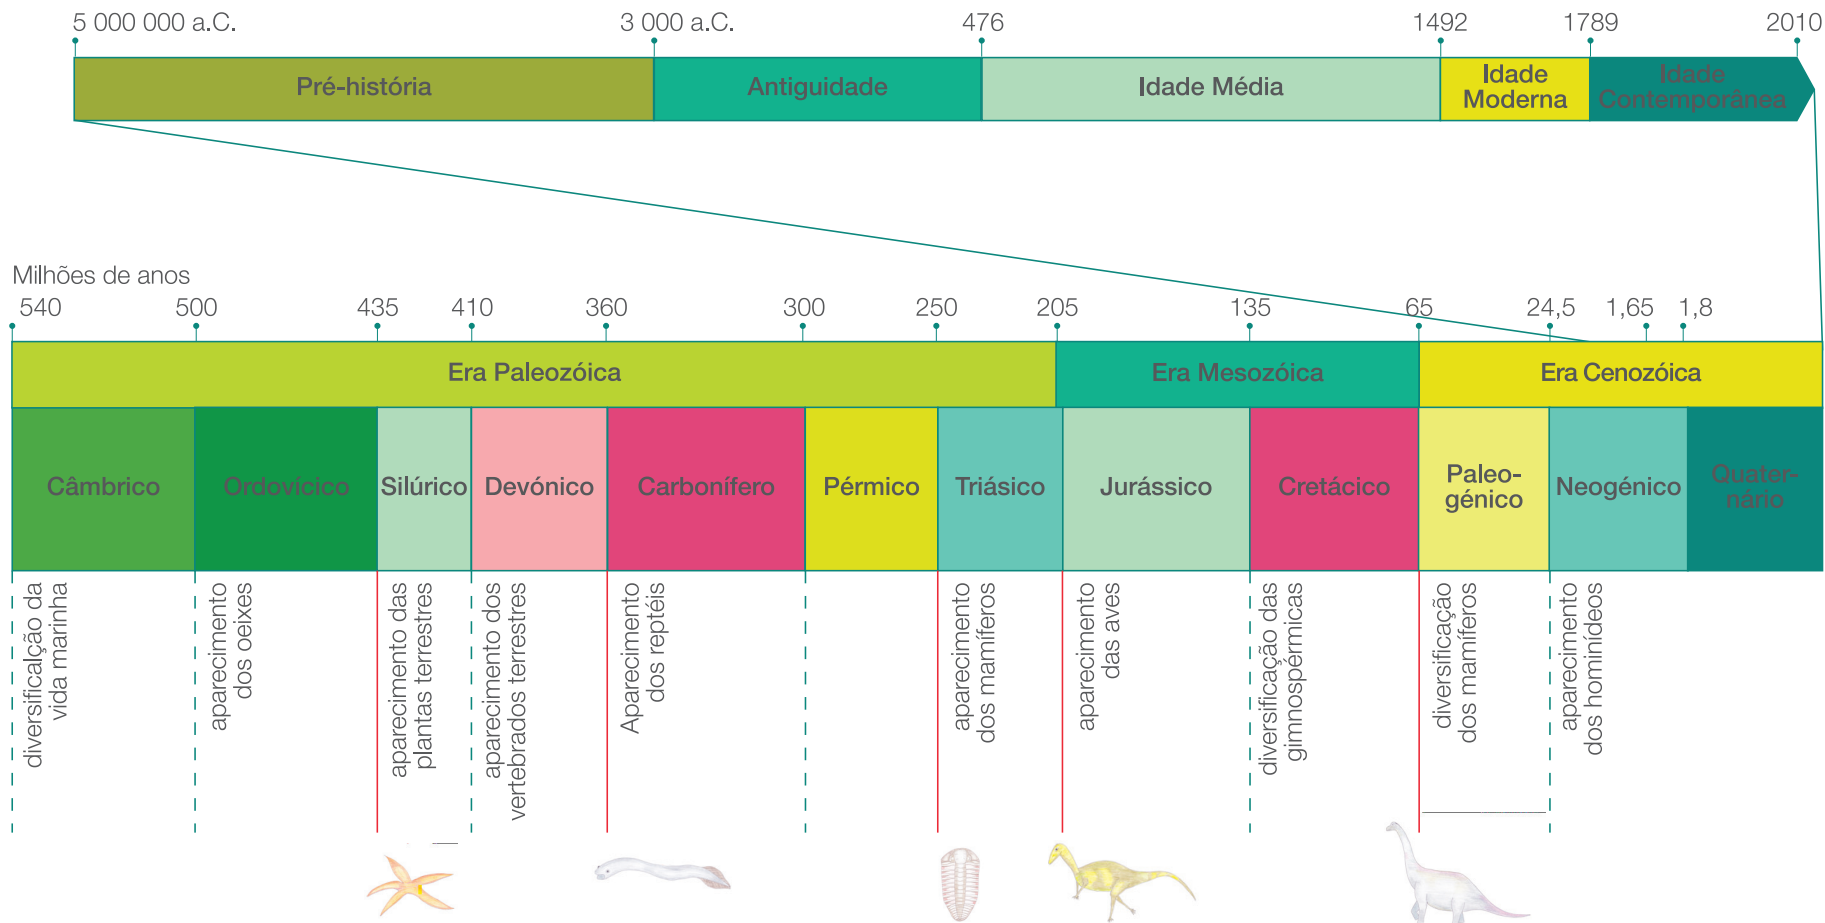 5 000 000 a.C.
3 000 a.C.
476
1492
1789
2010
Pré-história
Antiguidade
Idade Média
Idade
Moderna
Idade
Contemporânea
Milhões de anos
540
500
435
410
360
300
250
205
135
65
24,5
1,65
1,8
Era Paleozóica
Era Mesozóica
Era Cenozóica
Câmbrico
Ordovícico
Silúrico
Devónico
Carbonífero
Pérmico
Triásico
Jurássico
Cretácico
Paleo-
génico
Neogénico
Quater-
nário
diversificalção da
vida marinha
aparecimento
dos oeixes
aparecimento das
plantas terrestres
aparecimento dos
vertebrados terrestres
Aparecimento
dos reptéis
aparecimento
dos mamíferos
aparecimento
das aves
diversificação das
gimnospérmicas
diversificação
dos mamíferos
aparecimento
dos hominídeos